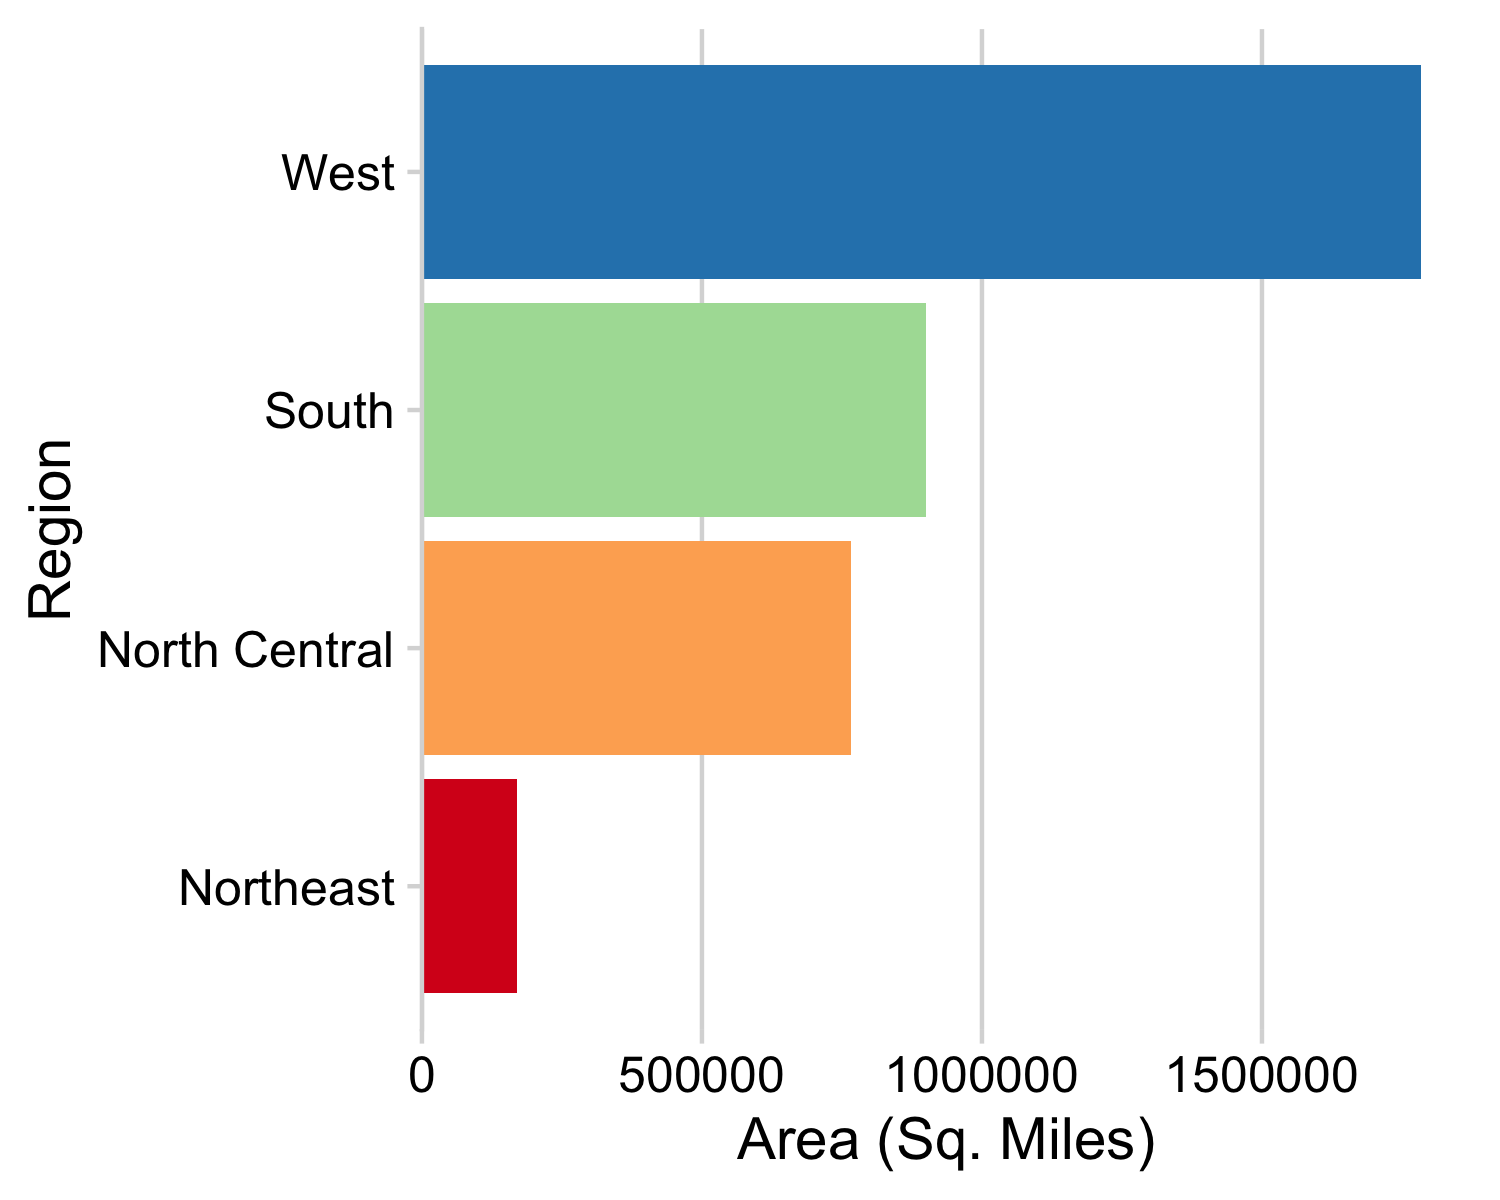 West
South
North Central
Northeast
Region
0 500000 1000000 1500000
Area (Sq. Miles)